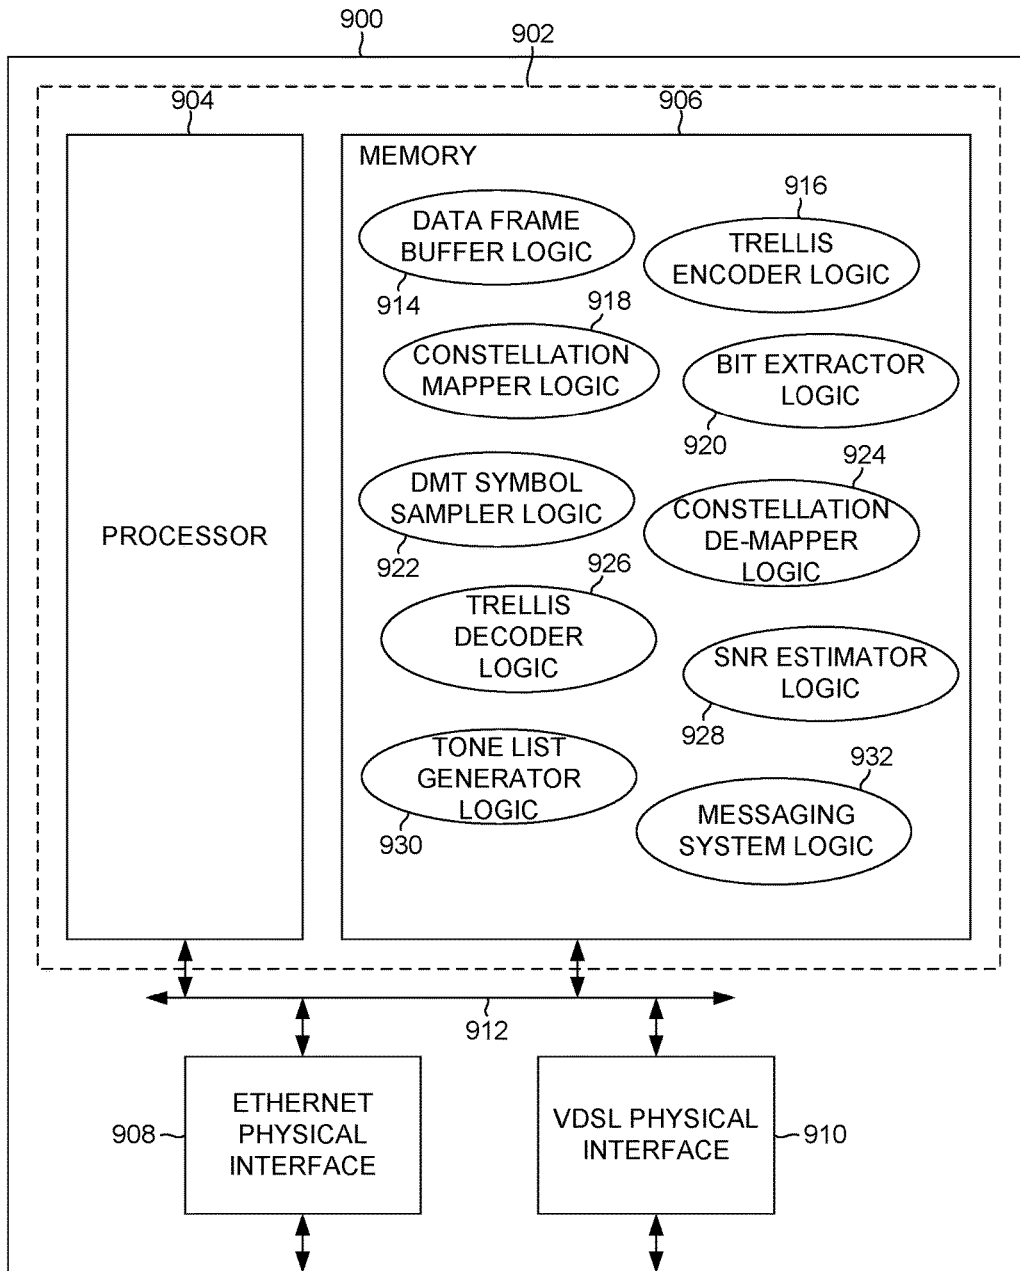 900
902
904
906
MEMORY
PROCESSOR
DATA FRAME
BUFFER LOGIC
914
916
TRELLIS
ENCODER LOGIC
918
CONSTELLATION
MAPPER LOGIC
BIT EXTRACTOR
LOGIC
920
DMT SYMBOL
SAMPLER LOGIC
922
924
CONSTELLATION
DE-MAPPER
LOGIC
926
TRELLIS
DECODER
LOGIC
SNR ESTIMATOR
LOGIC
928
TONE LIST
GENERATOR
LOGIC
930
932
MESSAGING
SYSTEM LOGIC
912
908
ETHERNET
PHYSICAL
INTERFACE
VDSL PHYSICAL
INTERFACE
910